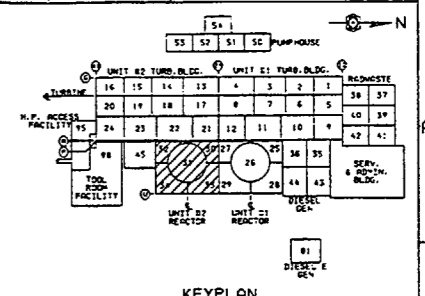 54
N
53 52 51 50 PUMPHOUSE
UNIT #2 TURB.BLDG. UNIT #1 TURB.BLDG.
RADWASTE
TURBINE
16 15 14 13 4 3 2 1
38 37
20 19 18 17 8 7 6 5
H.P. ACCESS
FACILITY
40 39
95 24 23 22 21 12 11 10 9
42 41
98 45 27 26 25 36 35
SERV.
& ADMIN.
BLDG.
TOOL
ROOM
FACILITY
29 28 44 43
UNIT #2
REACTOR
UNIT #1
REACTOR
DIESEL
GEN
81
DIESEL E
GEN
KEYPLAN